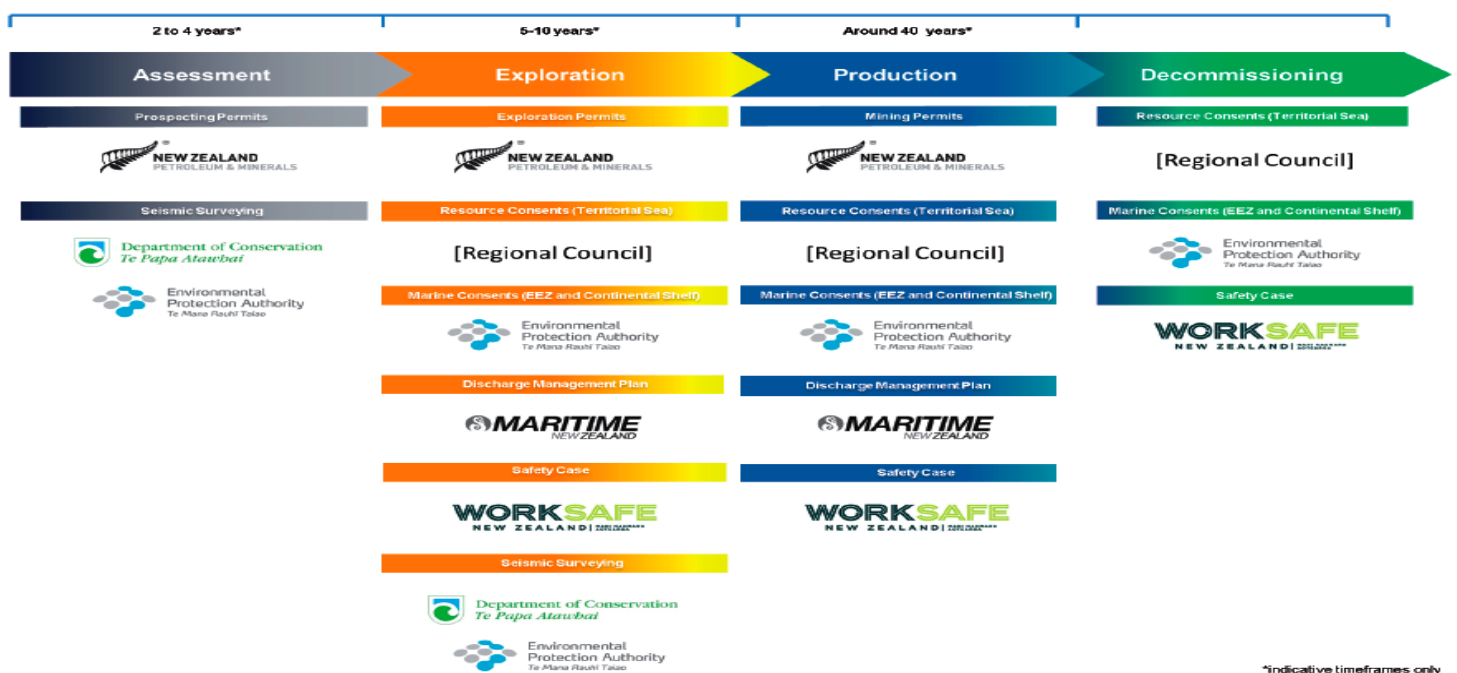 2 to 4 years*
5-10 years*
Around 40 years*
Assessment
Exploration
Production
Decommissioning
Prospecting Permits
NEW ZEALAND
PETROLEUM & MINERALS
Seismic Surveying
Department of Conservation
Te Papa Atawbai
Environmental
Protection Authority
Te Mana Rauhī Taiao
Exploration Permits
NEW ZEALAND
PETROLEUM & MINERALS
Resource Consents (Territorial Sea)
[Regional Council]
Marine Consents (EEZ and Continental Shelf)
Environmental
Protection Authority
Te Mana Rauhī Taiao
Discharge Management Plan
MARITIME
NEW ZEALAND
Safety Case
WORKSAFE
NEW ZEALAND
Seismic Surveying
Department of Conservation
Te Papa Atawbai
Environmental
Protection Authority
Te Mana Rauhī Taiao
Mining Permits
NEW ZEALAND
PETROLEUM & MINERALS
Resource Consents (Territorial Sea)
[Regional Council]
Marine Consents (EEZ and Continental Shelf)
Environmental
Protection Authority
Te Mana Rauhī Taiao
Discharge Management Plan
MARITIME
NEW ZEALAND
Safety Case
WORKSAFE
NEW ZEALAND
Resource Consents (Territorial Sea)
[Regional Council]
Marine Consents (EEZ and Continental Shelf)
Environmental
Protection Authority
Te Mana Rauhī Taiao
Safety Case
WORKSAFE
NEW ZEALAND
*indicative timeframes only